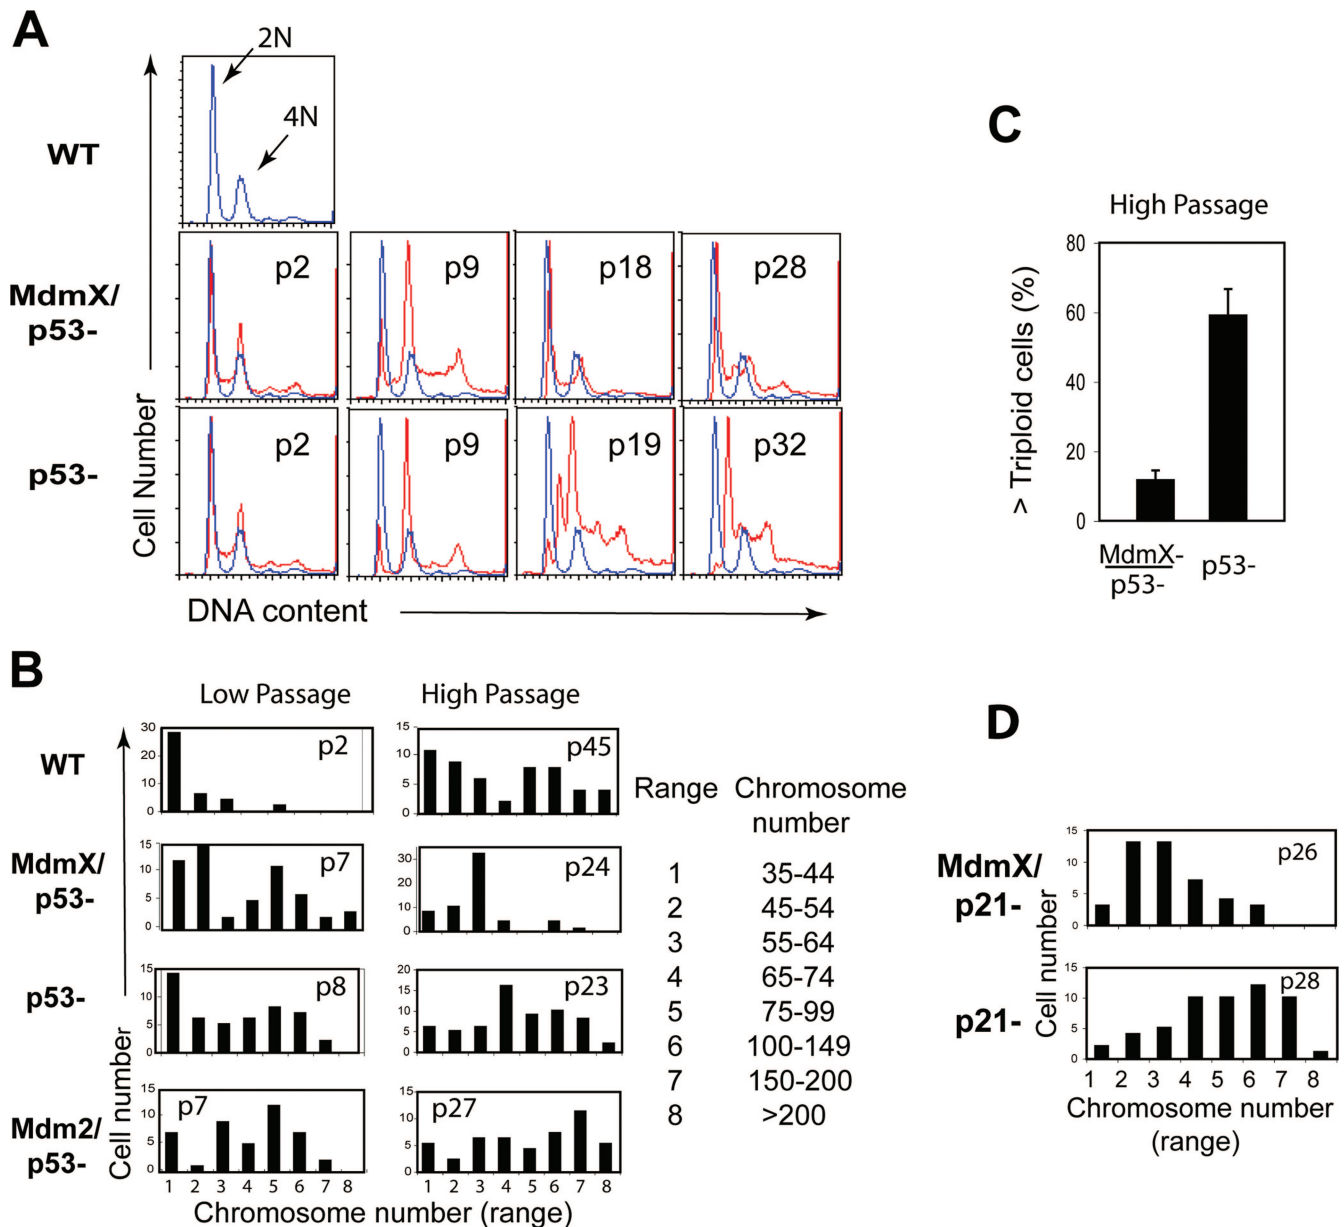 A
2N
4N
WT
MdmX/
p53-
p2
p9
p18
p28
p53-
p2
p9
p19
p32
Cell Number
DNA content
C
High Passage
> Triploid cells (%)
80
60
40
20
0
MdmX-
p53-
p53-
B
Low Passage
High Passage
WT
30
20
10
0
p2
15
10
5
0
p45
MdmX/
p53-
15
10
5
0
p7
30
20
10
0
p24
p53-
15
10
5
0
p8
20
15
10
5
0
p23
Mdm2/
p53-
15
10
5
0
p7
15
10
5
0
p27
Cell number
1 2 3 4 5 6 7 8
1 2 3 4 5 6 7 8
Chromosome number (range)
Range Chromosome
number
1 35-44
2 45-54
3 55-64
4 65-74
5 75-99
6 100-149
7 150-200
8 >200
D
MdmX/
p21-
15
10
5
0
p26
p21-
15
10
5
0
p28
Cell number
1 2 3 4 5 6 7 8
Chromosome number
(range)